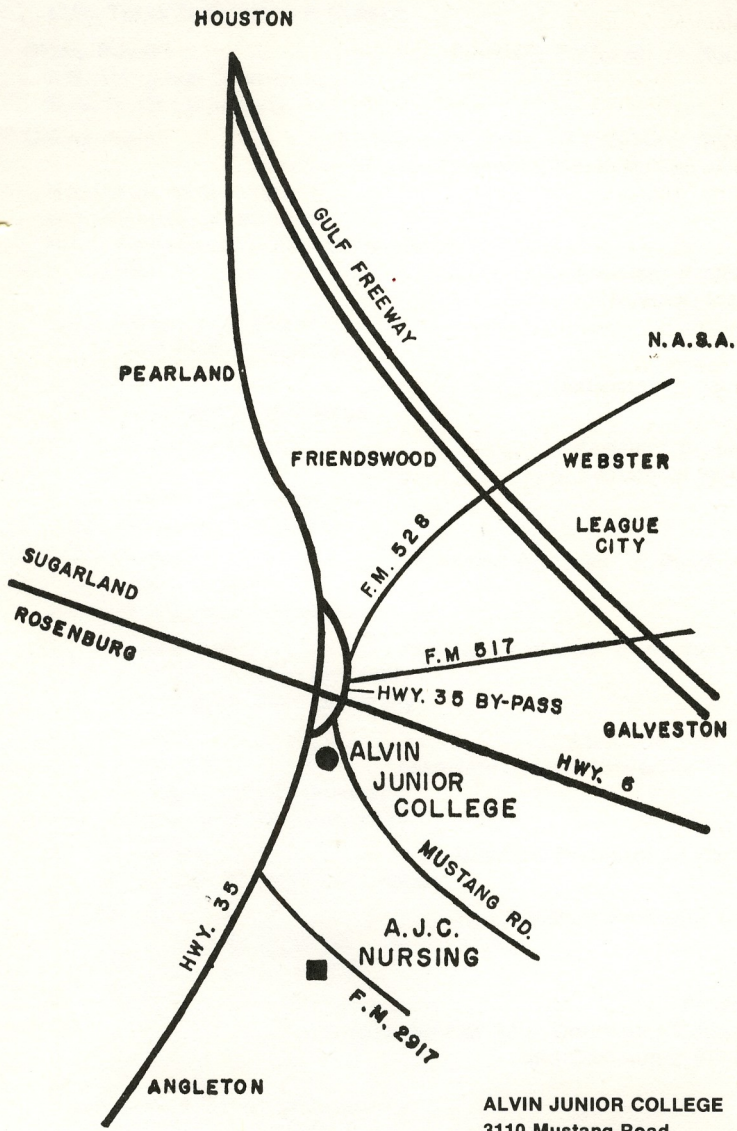 HOUSTON
GULF FREEWAY
N.A.S.A.
PEARLAND
FRIENDSWOOD
WEBSTER
LEAGUE
CITY
F.M. 528
SUGARLAND
ROSENBURG
F.M 517
HWY. 35 BY-PASS
GALVESTON
HWY. 6
ALVIN
JUNIOR
COLLEGE
MUSTANG RD.
HWY. 35
A.J.C.
NURSING
F.M. 2917
ANGLETON
ALVIN JUNIOR COLLEGE
3110 Mustang Road